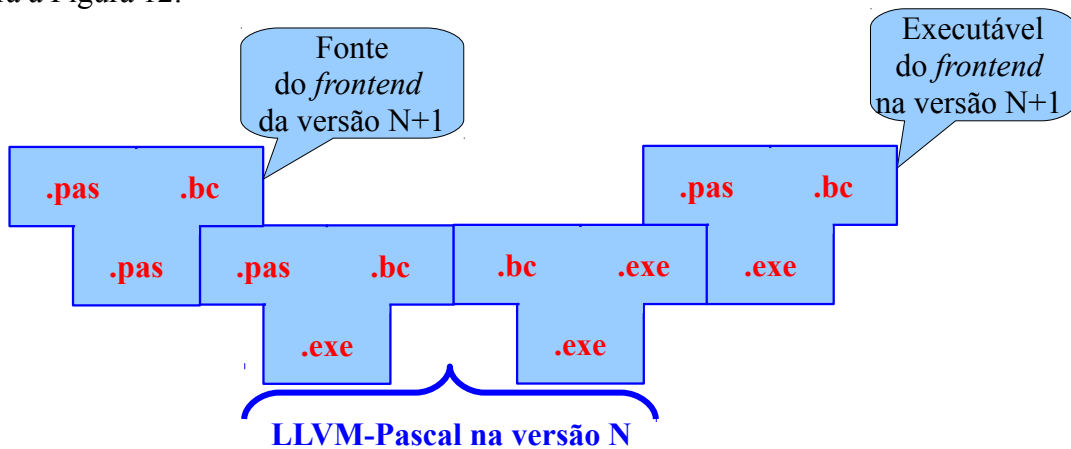 a Figura 12.
Fonte
do frontend
da versão N+1
Executável
do frontend
na versão N+1
.pas .bc
.pas .bc
.pas
.pas .bc
.bc .exe
.exe
.exe
.exe
LLVM-Pascal na versão N